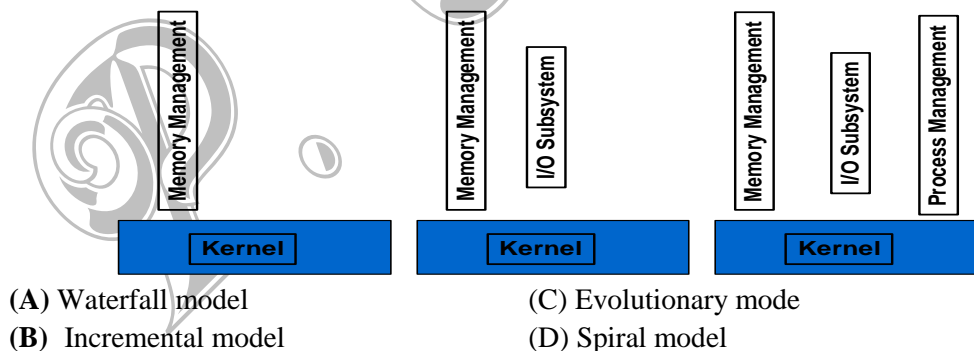 Memory Management
Kernel
Memory Management
I/O Subsystem
Kernel
Memory Management
I/O Subsystem
Process Management
Kernel
(A) Waterfall model
(C) Evolutionary mode
(B) Incremental model
(D) Spiral model